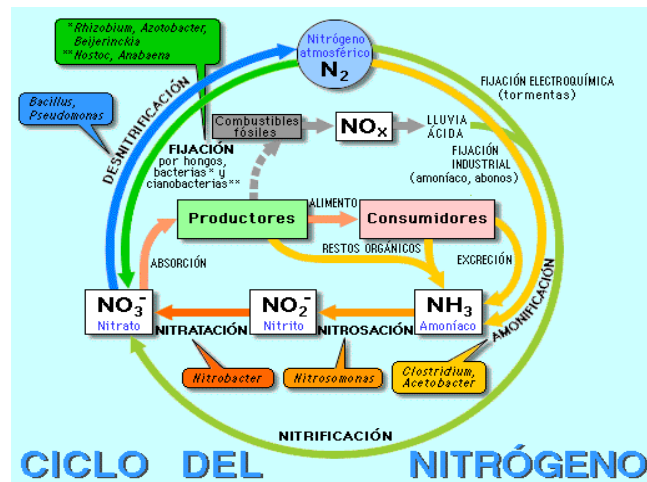 *Rhizobium, Azotobacter,
Beijerinckia
**Nostoc, Anabaena
Nitrógeno
atmosférico
N₂
Bacillus,
Pseudomonas
DESNITRIFICACIÓN
FIJACIÓN ELECTROQUÍMICA
(tormentas)
Combustibles
fósiles
NOₓ
LLUVIA
ÁCIDA
FIJACIÓN
por hongos,
bacterias* y
cianobacterias**
FIJACIÓN
INDUSTRIAL
(amoníaco, abonos)
Productores
ALIMENTO
Consumidores
RESTOS ORGÁNICOS
ABSORCIÓN
EXCRECIÓN
AMONIFICACIÓN
NO₃⁻
Nitrato
NITRATACIÓN
NO₂⁻
Nitrito
NITROSACIÓN
NH₃
Amoníaco
Nitrobacter
Nitrosomonas
Clostridium,
Acetobacter
NITRIFICACIÓN
CICLO DEL NITRÓGENO